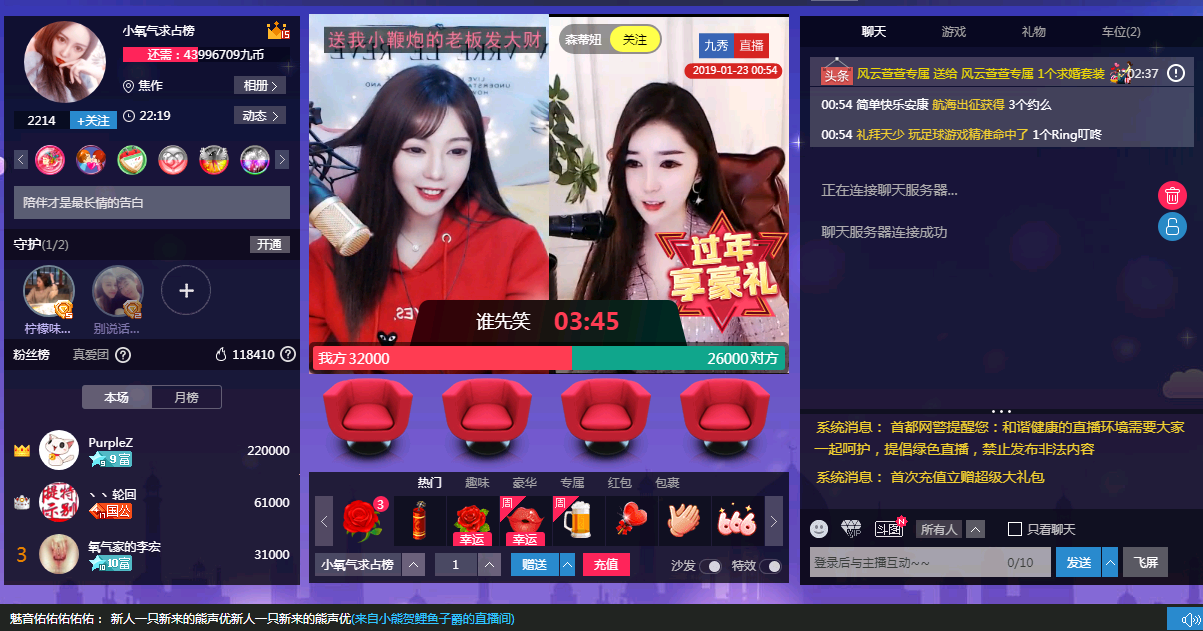 小氧气求占榜
还需：43996709九币
焦作
相册
2214
+关注
22:19
动态
陪伴才是最长情的告白
守护(1/2)
开通
柠檬味...
别说话...
粉丝榜
真爱团
118410
本场
月榜
PurpleZ
9富
220000
丶丶轮回
国公
61000
3
氧气家的李宏
10富
31000
送我小鞭炮的老板发大财
森蒂妞
关注
九秀直播
2019-01-23 00:54
过年
享豪礼
谁先笑 03:45
我方32000
26000对方
热门 趣味 豪华 专属 红包 包裹
3
周
周
幸运
幸运
666
小氧气求占榜
1
赠送
充值
沙发
特效
聊天 游戏 礼物 车位(2)
头条 风云萱萱专属 送给 风云萱萱专属 1个求婚套装 02:37
00:54 简单快乐安康 航海出征获得 3个约么
00:54 礼拜天少 玩足球游戏精准命中了 1个Ring叮咚
正在连接聊天服务器...
聊天服务器连接成功
系统消息： 首都网警提醒您：和谐健康的直播环境需要大家
一起呵护，提倡绿色直播，禁止发布非法内容
系统消息： 首次充值立赠超级大礼包
斗图
N
所有人
只看聊天
登录后与主播互动~~
0/10
发送
飞屏
魅音佑佑佑佑佑： 新人一只新来的熊声优新人一只新来的熊声优(来自小熊贺鲤鱼子爵的直播间)